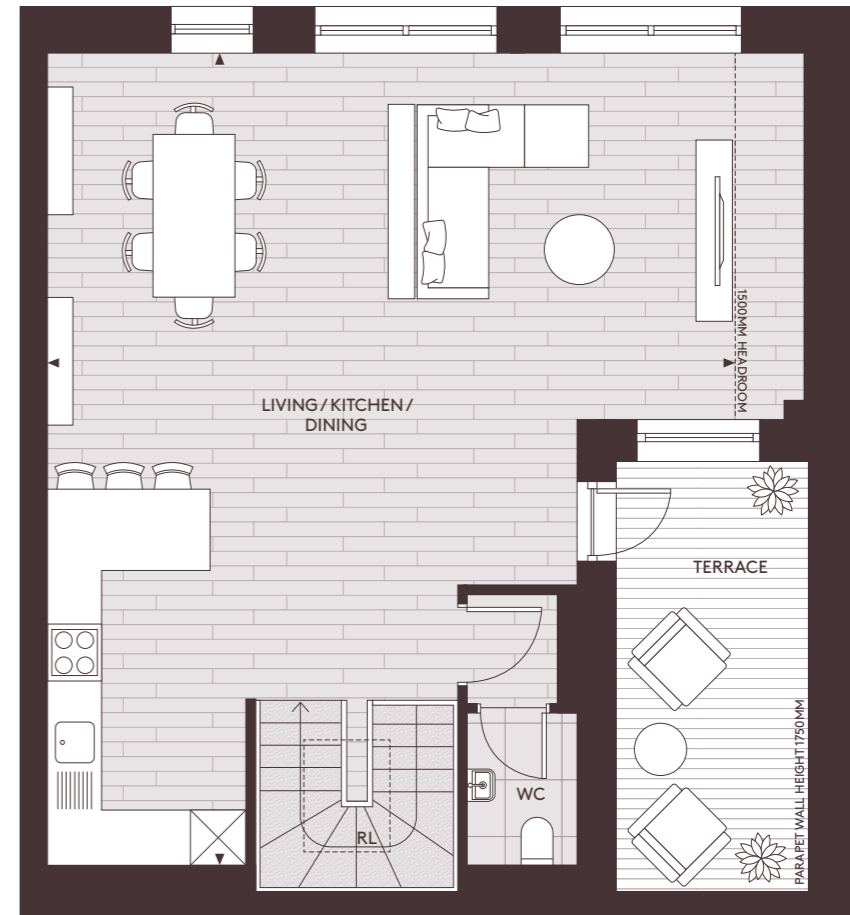 1500MM HEADROOM
LIVING / KITCHEN /
DINING
TERRACE
PARAPET WALL HEIGHT 1750MM
WC
RL